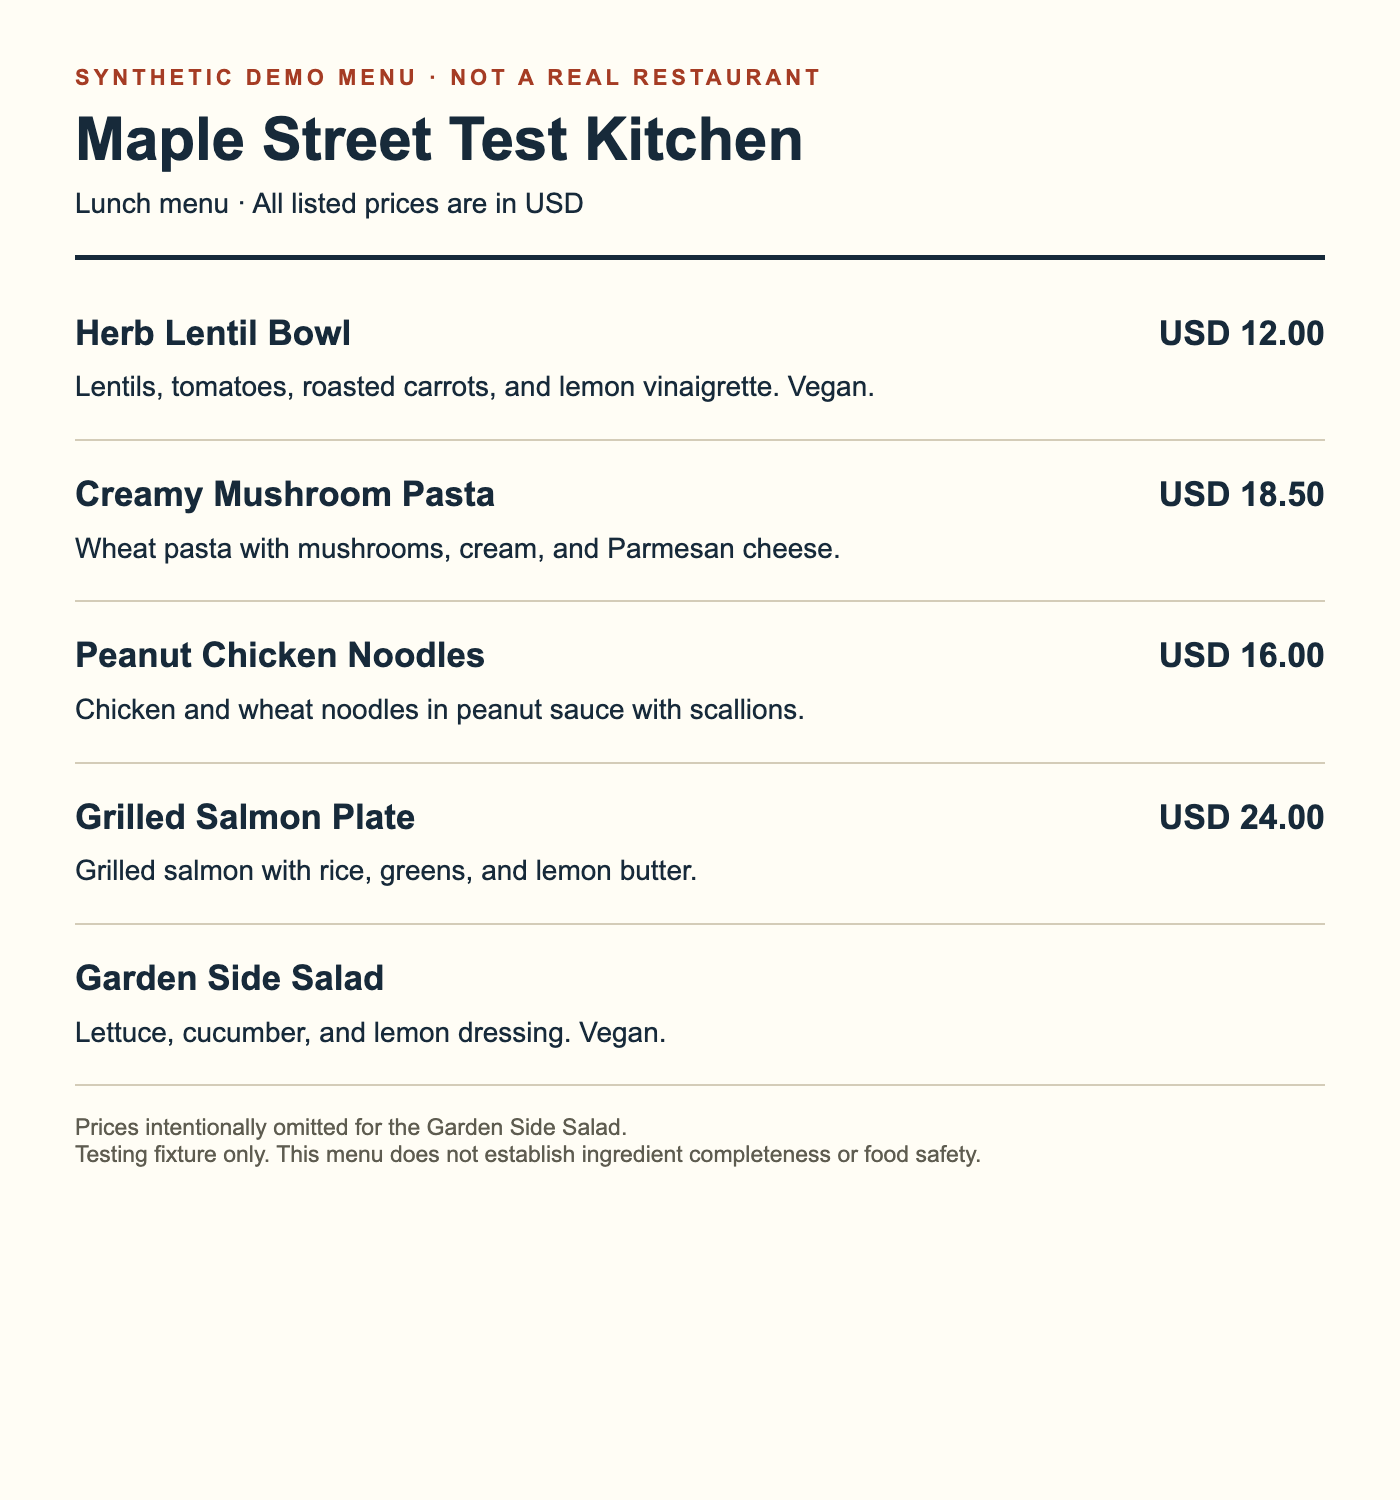 SYNTHETIC DEMO MENU · NOT A REAL RESTAURANT
Maple Street Test Kitchen
Lunch menu · All listed prices are in USD
Herb Lentil Bowl USD 12.00
Lentils, tomatoes, roasted carrots, and lemon vinaigrette. Vegan.
Creamy Mushroom Pasta USD 18.50
Wheat pasta with mushrooms, cream, and Parmesan cheese.
Peanut Chicken Noodles USD 16.00
Chicken and wheat noodles in peanut sauce with scallions.
Grilled Salmon Plate USD 24.00
Grilled salmon with rice, greens, and lemon butter.
Garden Side Salad
Lettuce, cucumber, and lemon dressing. Vegan.
Prices intentionally omitted for the Garden Side Salad.
Testing fixture only. This menu does not establish ingredient completeness or food safety.